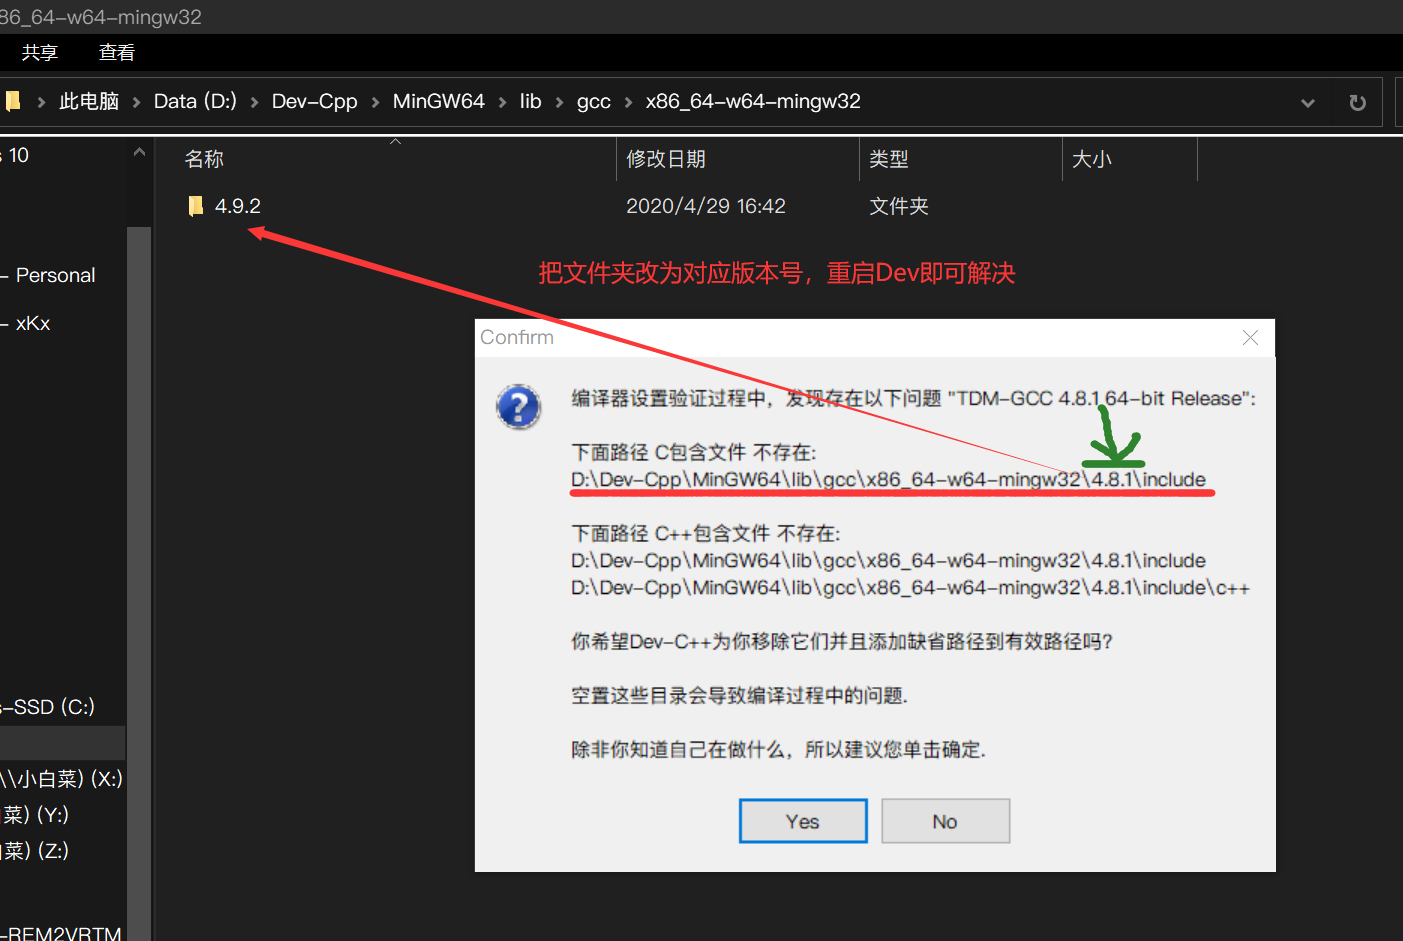 86_64-w64-mingw32
共享 查看
此电脑 Data (D:) Dev-Cpp MinGW64 lib gcc x86_64-w64-mingw32
s 10
名称 修改日期 类型 大小
4.9.2 2020/4/29 16:42 文件夹
把文件夹改为对应版本号，重启Dev即可解决
- Personal
- xKx
Confirm
编译器设置验证过程中，发现存在以下问题 "TDM-GCC 4.8.1 64-bit Release":
下面路径 C包含文件 不存在:
D:\Dev-Cpp\MinGW64\lib\gcc\x86_64-w64-mingw32\4.8.1\include
下面路径 C++包含文件 不存在:
D:\Dev-Cpp\MinGW64\lib\gcc\x86_64-w64-mingw32\4.8.1\include
D:\Dev-Cpp\MinGW64\lib\gcc\x86_64-w64-mingw32\4.8.1\include\c++
你希望Dev-C++为你移除它们并且添加缺省路径到有效路径吗?
空置这些目录会导致编译过程中的问题.
除非你知道自己在做什么，所以建议您单击确定.
Yes No
s-SSD (C:)
\\小白菜) (X:)
菜) (Y:)
菜) (Z:)
-REM2VRTM